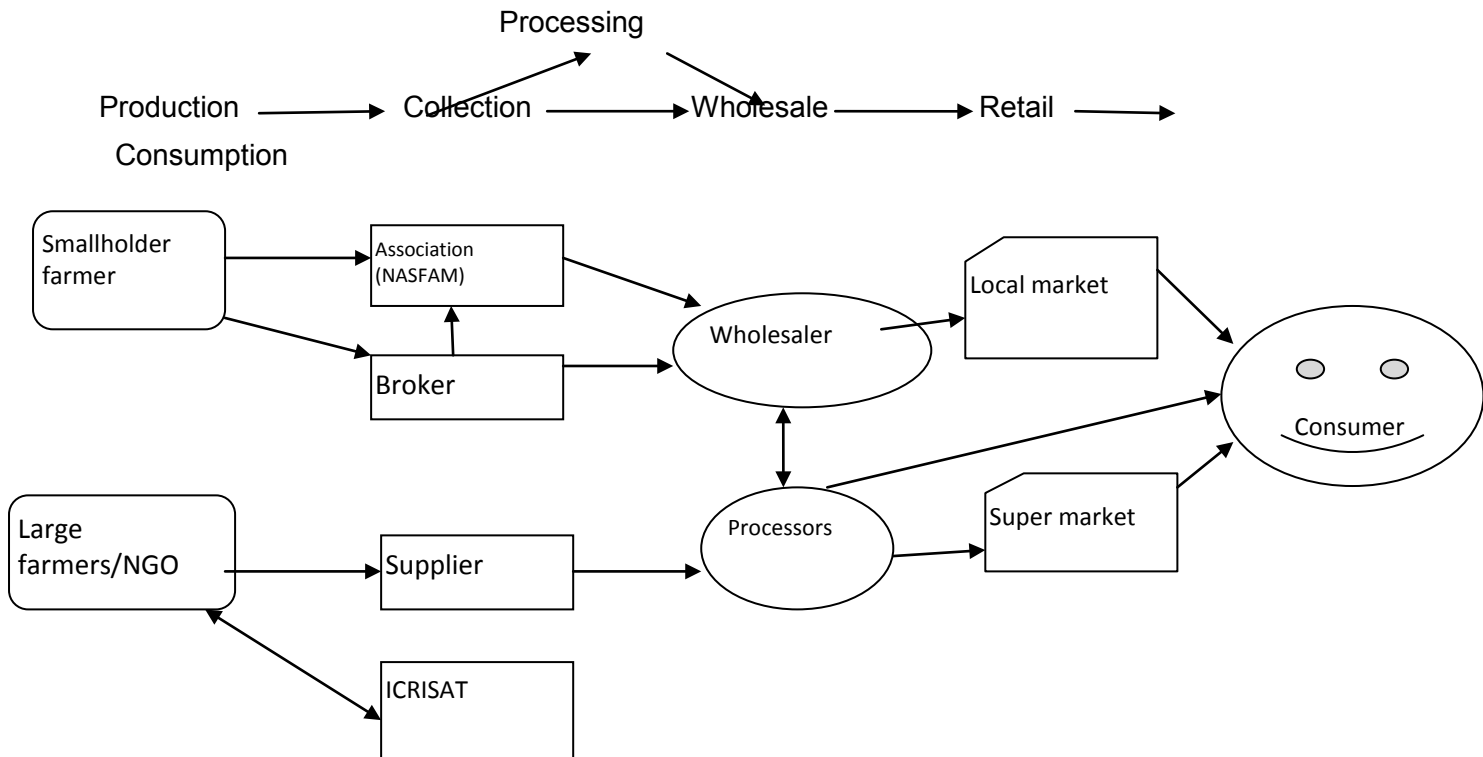 Processing
Production Collection Wholesale Retail
Consumption
Smallholder
farmer
Association
(NASFAM)
Broker
Wholesaler
Local market
Consumer
Large
farmers/NGO
Supplier
Processors
Super market
ICRISAT